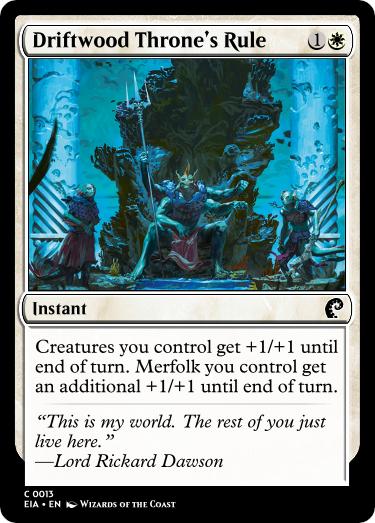 Driftwood Throne's Rule 1
Instant
Creatures you control get +1/+1 until
end of turn. Merfolk you control get
an additional +1/+1 until end of turn.
“This is my world. The rest of you just
live here.”
—Lord Rickard Dawson
C 0013
EIA • EN Wizards of the Coast